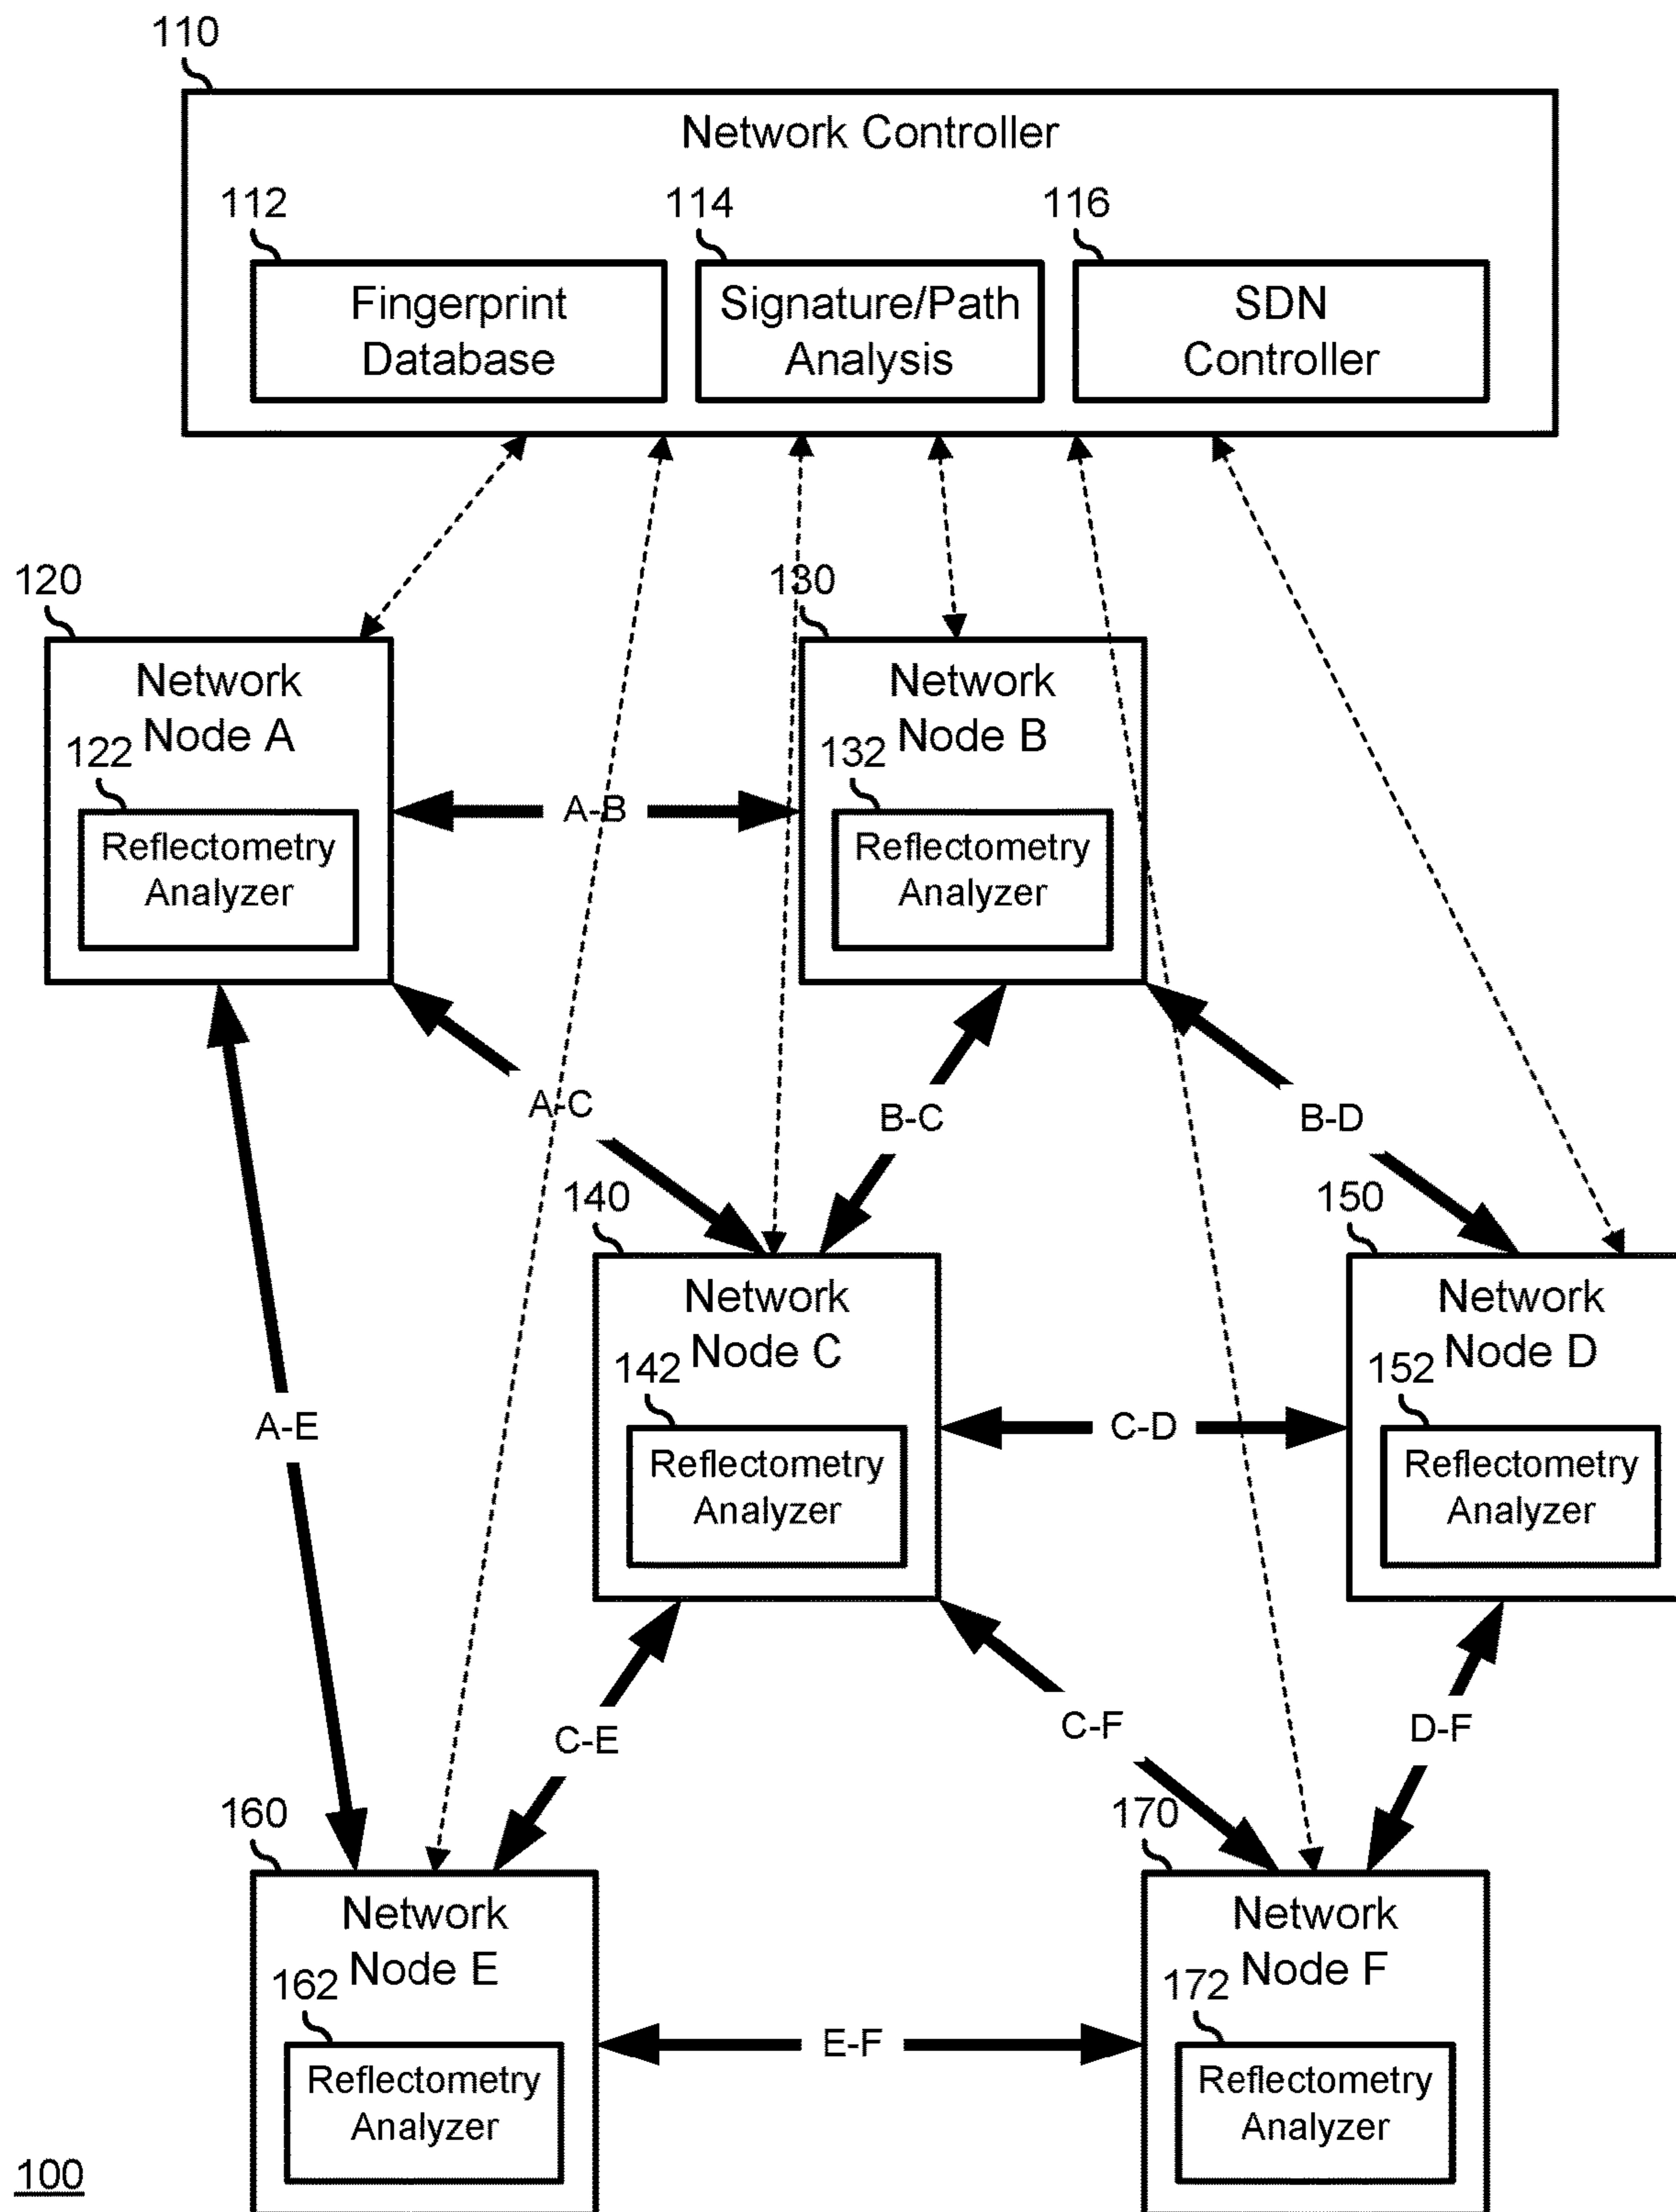 110
Network Controller
112
114
116
Fingerprint
Database
Signature/Path
Analysis
SDN
Controller
120
130
Network
Node A
122
Reflectometry
Analyzer
A-B
Network
Node B
132
Reflectometry
Analyzer
A-C
B-C
B-D
140
150
Network
Node C
142
Reflectometry
Analyzer
A-E
C-D
Network
Node D
152
Reflectometry
Analyzer
C-E
C-F
D-F
160
170
Network
Node E
162
Reflectometry
Analyzer
E-F
Network
Node F
172
Reflectometry
Analyzer
100